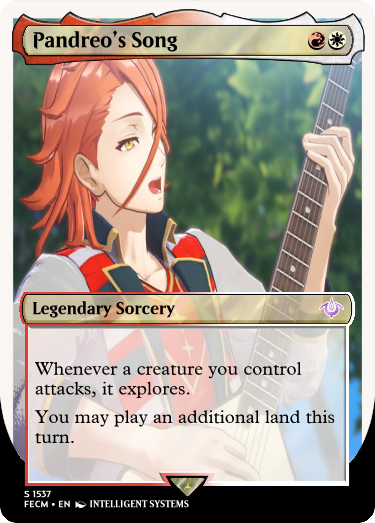 Pandreo's Song
Legendary Sorcery
Whenever a creature you control
attacks, it explores.
You may play an additional land this
turn.
S 1537
FECM • EN INTELLIGENT SYSTEMS